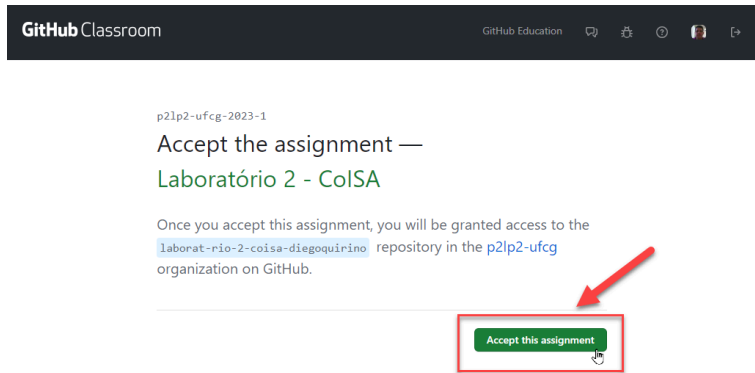 GitHub Classroom
GitHub Education
p2lp2-ufcg-2023-1
Accept the assignment —
Laboratório 2 - CoISA
Once you accept this assignment, you will be granted access to the
laborat-rio-2-coisa-diegoquirino repository in the p2lp2-ufcg
organization on GitHub.
Accept this assignment